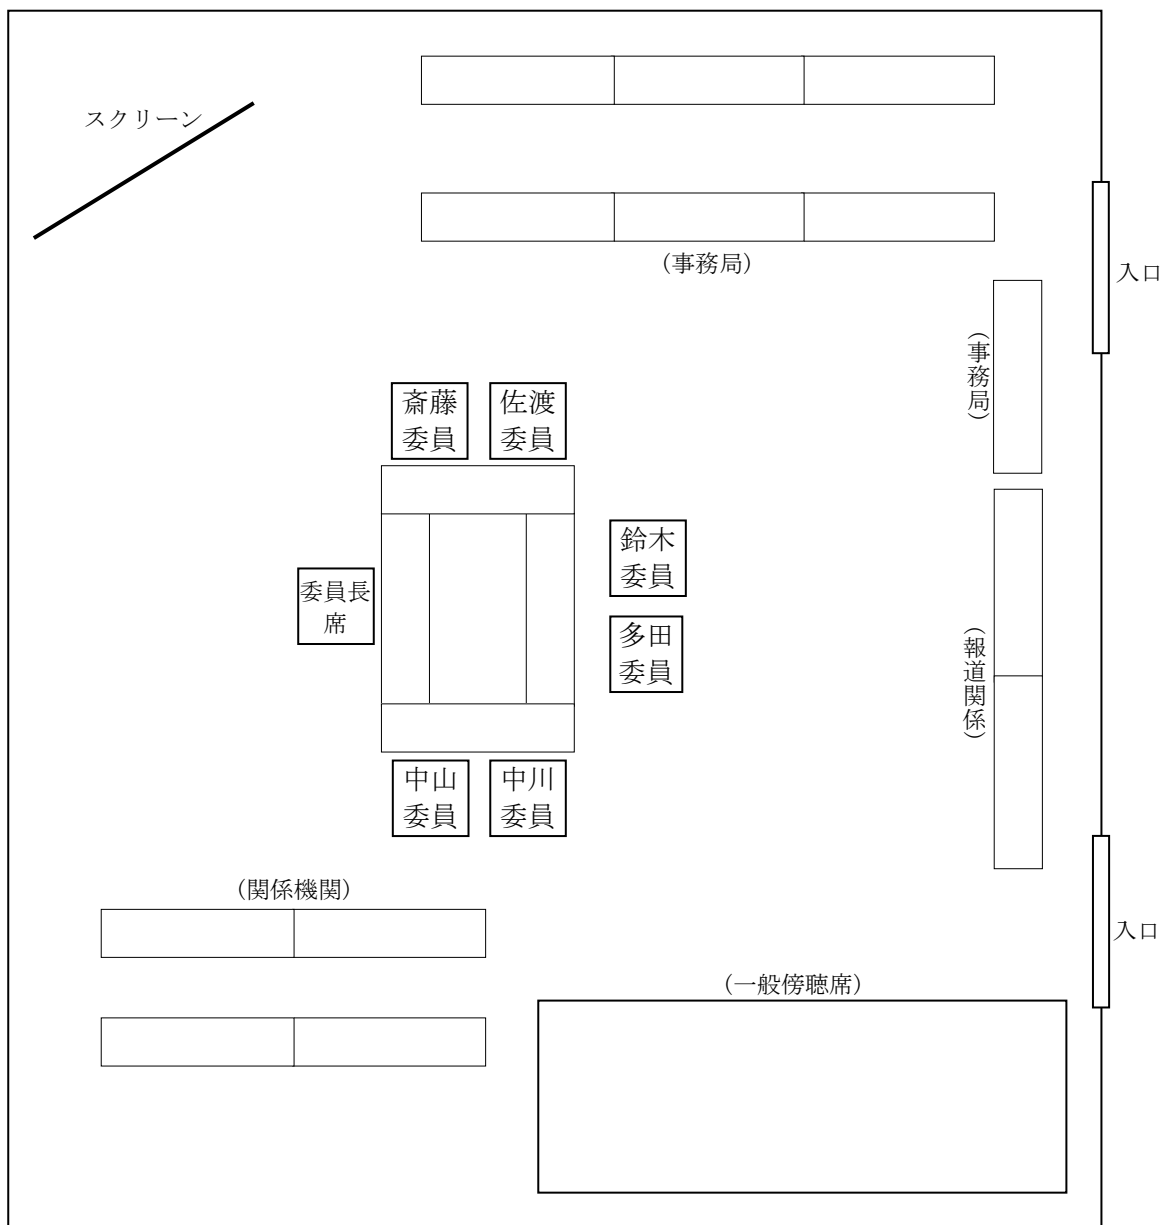 スクリーン
（事務局）
入口
（事務局）
斎藤
委員
佐渡
委員
鈴木
委員
委員長
席
多田
委員
（報道関係）
中山
委員
中川
委員
（関係機関）
入口
（一般傍聴席）